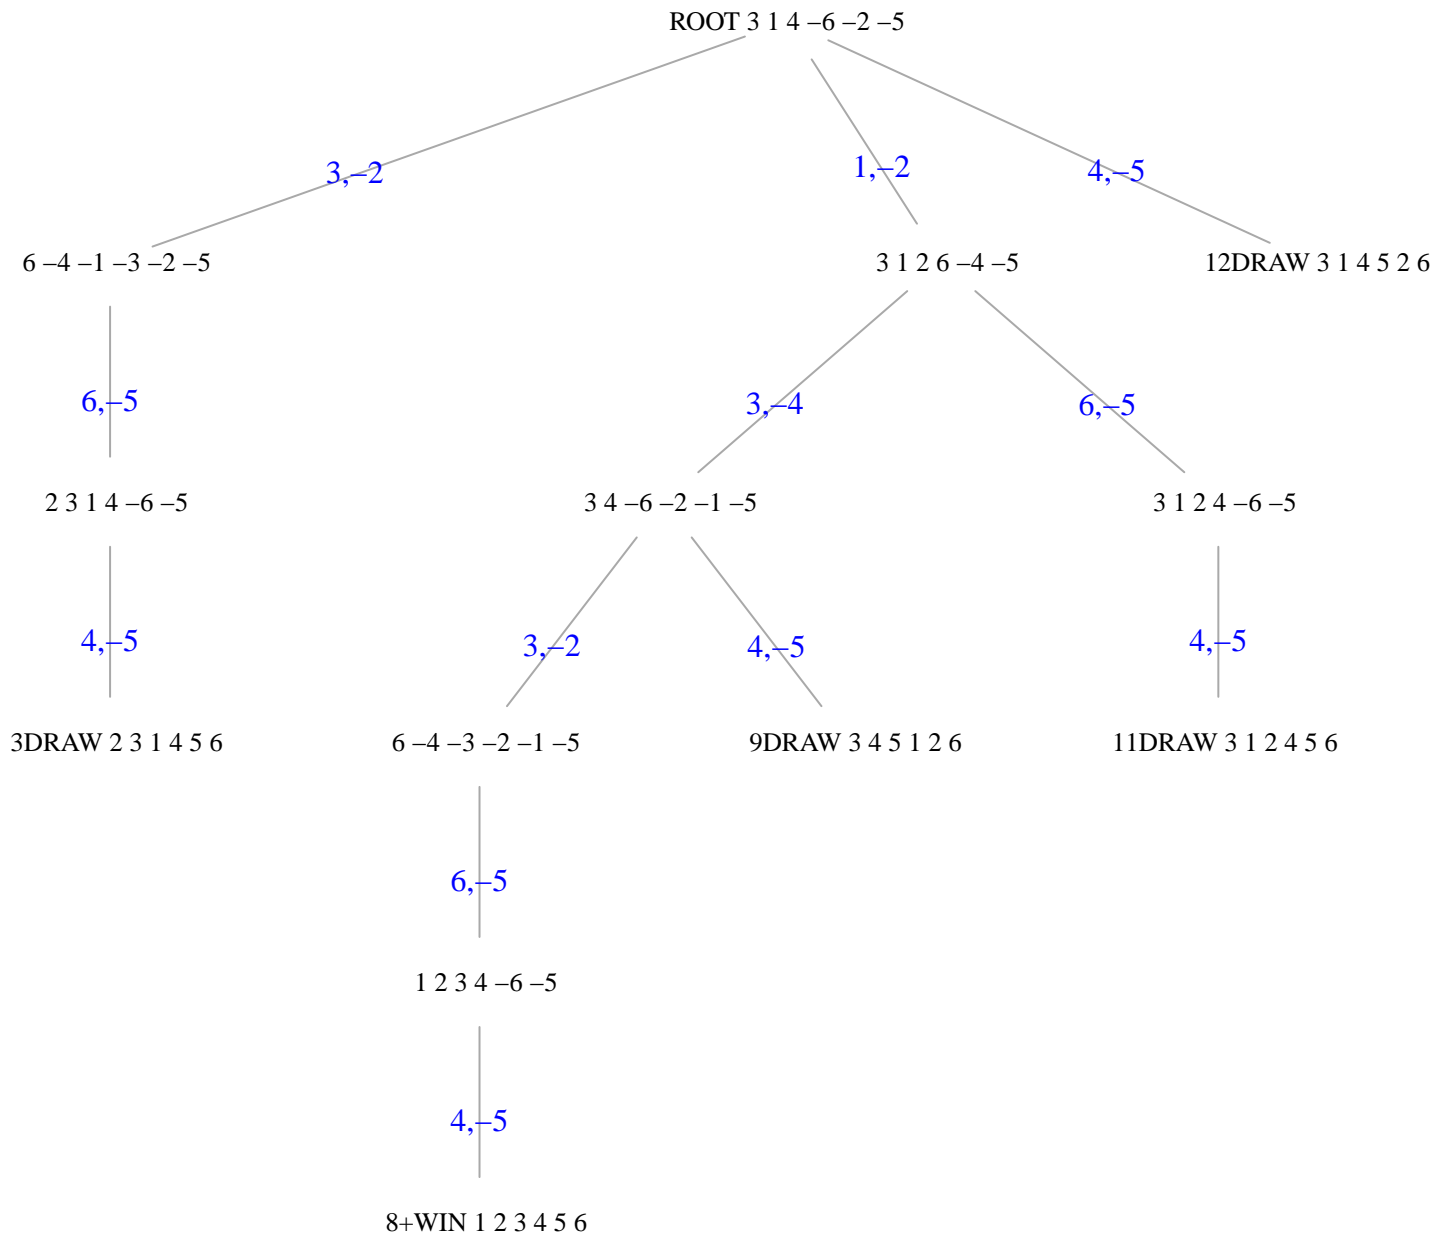 ROOT 3 1 4 –6 –2 –5
3,–2
1,–2
4,–5
6 –4 –1 –3 –2 –5
3 1 2 6 –4 –5
12DRAW 3 1 4 5 2 6
6,–5
3,–4
6,–5
2 3 1 4 –6 –5
3 4 –6 –2 –1 –5
3 1 2 4 –6 –5
4,–5
3,–2
4,–5
4,–5
3DRAW 2 3 1 4 5 6
6 –4 –3 –2 –1 –5
9DRAW 3 4 5 1 2 6
11DRAW 3 1 2 4 5 6
6,–5
1 2 3 4 –6 –5
4,–5
8+WIN 1 2 3 4 5 6